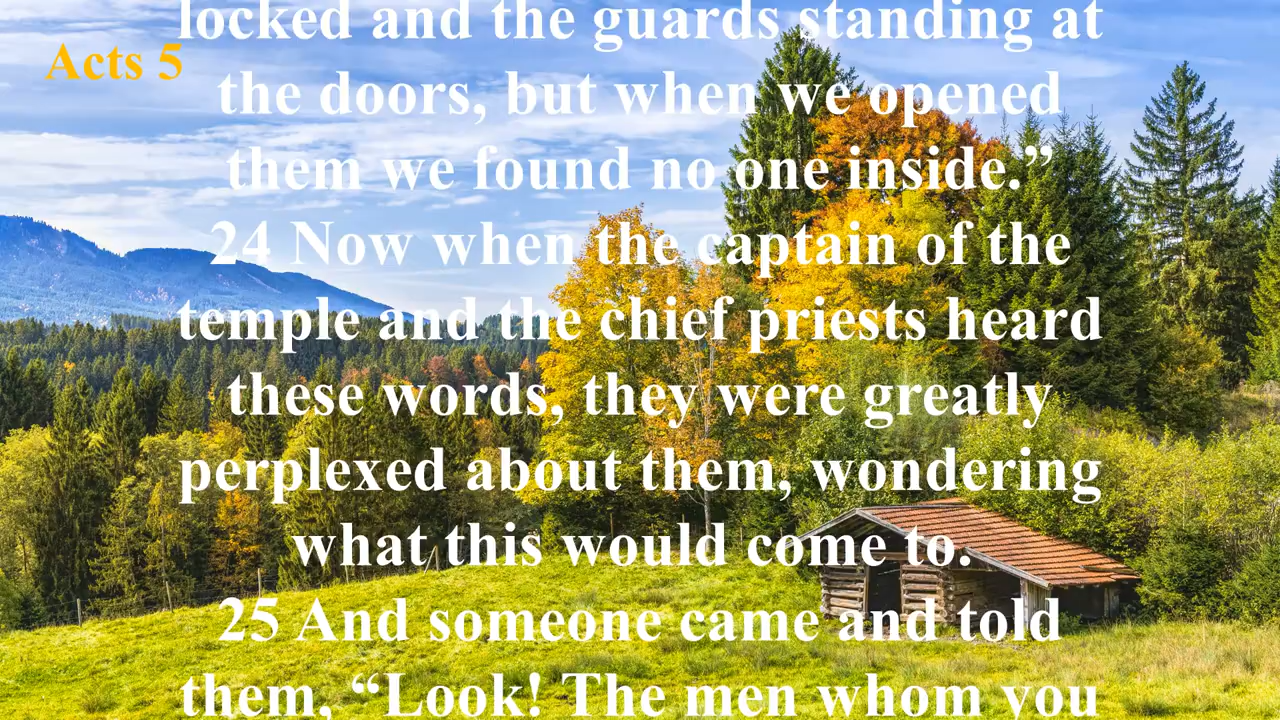 locked and the guards standing at
Acts 5
the doors, but when we opened
them we found no one inside.”
24 Now when the captain of the
temple and the chief priests heard
these words, they were greatly
perplexed about them, wondering
what this would come to.
25 And someone came and told
them, “Look! The men whom you